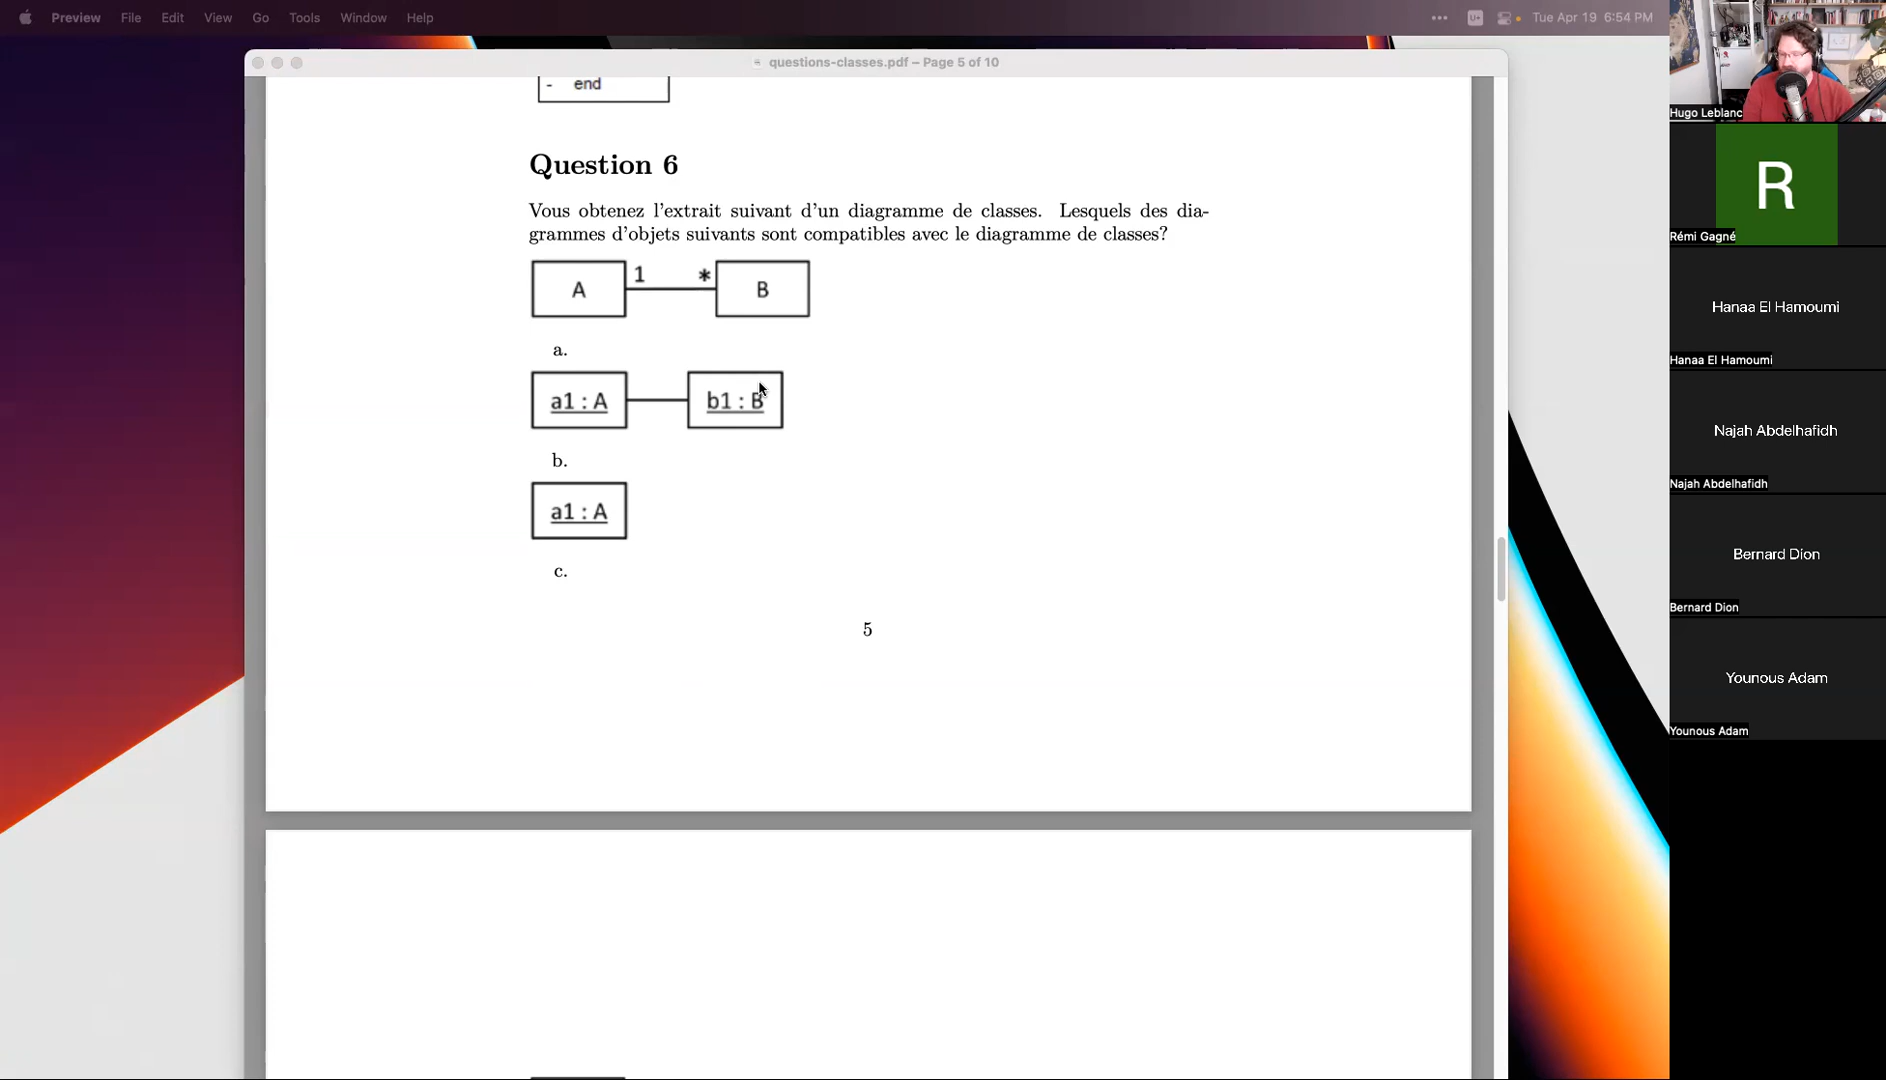 Preview File Edit View Go Tools Window Help
••• U+ Tue Apr 19 6:54 PM
questions-classes.pdf – Page 5 of 10
- end
Question 6
Vous obtenez l'extrait suivant d'un diagramme de classes. Lesquels des dia-
grammes d'objets suivants sont compatibles avec le diagramme de classes?
A 1 * B
a.
a1 : A b1 : B
b.
a1 : A
c.
5
Hugo Leblanc
R
Rémi Gagné
Hanaa El Hamoumi
Hanaa El Hamoumi
Najah Abdelhafidh
Najah Abdelhafidh
Bernard Dion
Bernard Dion
Younous Adam
Younous Adam